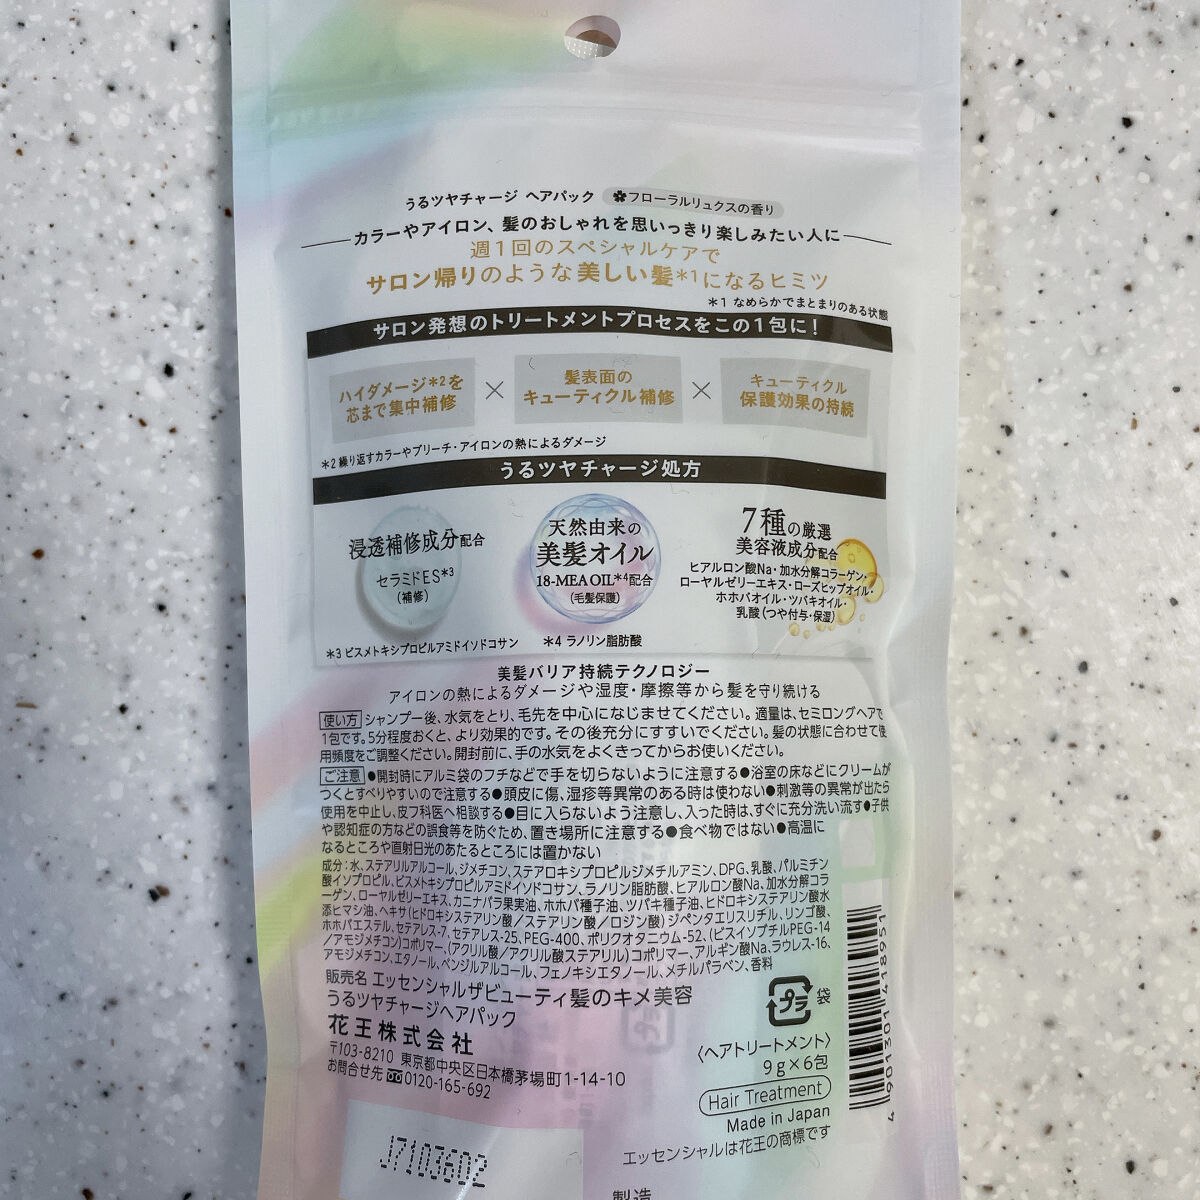 うるツヤチャージ ヘアパック フローラルリュクスの香り
カラーやアイロン、髪のおしゃれを思いっきり楽しみたい人に
週1回のスペシャルケアで
サロン帰りのような美しい髪*1になるヒミツ
*1 なめらかでまとまりのある状態
サロン発想のトリートメントプロセスをこの1包に!
ハイダメージ*2を
芯まで集中補修
×
髪表面の
キューティクル補修
×
キューティクル
保護効果の持続
*2 繰り返すカラーやブリーチ・アイロンの熱によるダメージ
うるツヤチャージ処方
浸透補修成分配合
セラミドES*3
(補修)
天然由来の
美髪オイル
18-MEA OIL*4配合
(毛髪保護)
7種の厳選
美容液成分配合
ヒアルロン酸Na・加水分解コラーゲン・
ローヤルゼリーエキス・ローズヒップオイル・
ホホバオイル・ツバキオイル・
乳酸(つや付与・保湿)
*3 ビスメトキシプロピルアミドイソドコサン
*4 ラノリン脂肪酸
美髪バリア持続テクノロジー
アイロンの熱によるダメージや湿度・摩擦等から髪を守り続ける
使い方 シャンプー後、水気をとり、毛先を中心になじませてください。適量は、セミロングヘアで
1包です。5分程度おくと、より効果的です。その後充分にすすいでください。髪の状態に合わせて使
用頻度をご調整ください。開封前に、手の水気をよくきってからお使いください。
ご注意 ●開封時にアルミ袋のフチなどで手を切らないように注意する●浴室の床などにクリームが
つくとすべりやすいので注意する●頭皮に傷、湿疹等異常のある時は使わない●刺激等の異常が出たら
使用を中止し、皮フ科医へ相談する●目に入らないよう注意し、入った時は、すぐに充分洗い流す●子供
や認知症の方などの誤食等を防ぐため、置き場所に注意する●食べ物ではない●高温に
なるところや直射日光のあたるところには置かない
成分:水、ステアリルアルコール、ジメチコン、ステアロキシプロピルジメチルアミン、DPG、乳酸、パルミチン
酸イソプロピル、ビスメトキシプロピルアミドイソドコサン、ラノリン脂肪酸、ヒアルロン酸Na、加水分解コラ
ーゲン、ローヤルゼリーエキス、カニナバラ果実油、ホホバ種子油、ツバキ種子油、ヒドロキシステアリン酸水
添ヒマシ油、ヘキサ(ヒドロキシステアリン酸/ステアリン酸/ロジン酸)ジペンタエリスリチル、リンゴ酸、
ホホバエステル、セテアレス-7、セテアレス-25、PEG-400、ポリクオタニウム-52、(ビスイソブチルPEG-14
/アモジメチコン)コポリマー、(アクリル酸/アクリル酸ステアリル)コポリマー、アルギン酸Na、ラウレス-16、
アモジメチコン、エタノール、ベンジルアルコール、フェノキシエタノール、メチルパラベン、香料
販売名 エッセンシャルザビューティ髪のキメ美容
うるツヤチャージヘアパック
花王株式会社
〒103-8210 東京都中央区日本橋茅場町1-14-10
お問合せ先 0120-165-692
プラ 袋
〈ヘアトリートメント〉
9g×6包
Hair Treatment
Made in Japan
エッセンシャルは花王の商標です
4 901301 418951
J7103602
製造